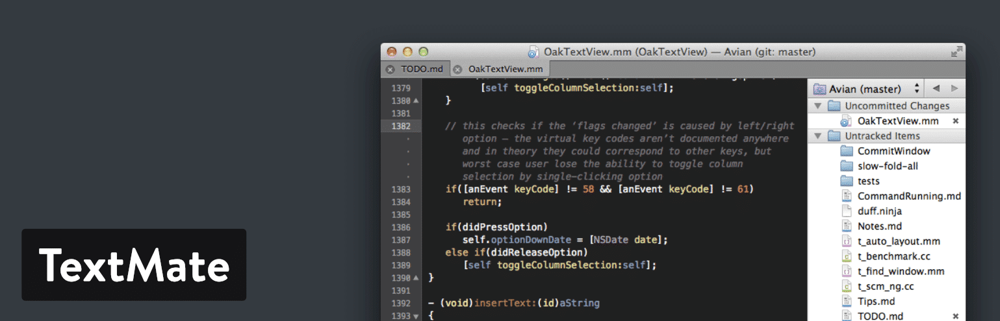 OakTextView.mm (OakTextView) — Avian (git: master)
TODO.md OakTextView.mm
1379 [self toggleColumnSelection:self];
1380 }
1381
1382 // this checks if the ‘flags changed’ is caused by left/right
option — the virtual key codes aren’t documented anywhere
and in theory they could correspond to other keys, but
worst case user lose the ability to toggle column
selection by single-clicking option
1383 if([anEvent keyCode] != 58 && [anEvent keyCode] != 61)
1384 return;
1385
1386 if(didPressOption)
1387 self.optionDownDate = [NSDate date];
1388 else if(didReleaseOption)
1389 [self toggleColumnSelection:self];
1390 }
1391
1392 - (void)insertText:(id)aString
1393 {
Avian (master)
Uncommitted Changes
OakTextView.mm
Untracked Items
CommitWindow
slow-fold-all
tests
CommandRunning.md
duff.ninja
Notes.md
t_auto_layout.mm
t_benchmark.cc
t_find_window.mm
t_scm_ng.cc
Tips.md
TODO.md
TextMate